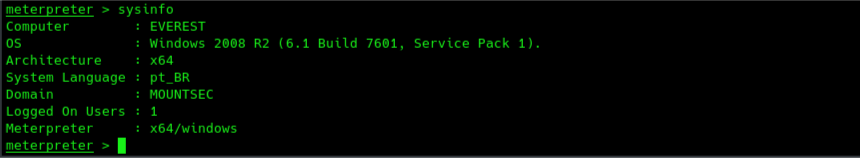 meterpreter > sysinfo
Computer : EVEREST
OS : Windows 2008 R2 (6.1 Build 7601, Service Pack 1).
Architecture : x64
System Language : pt_BR
Domain : MOUNTSEC
Logged On Users : 1
Meterpreter : x64/windows
meterpreter >